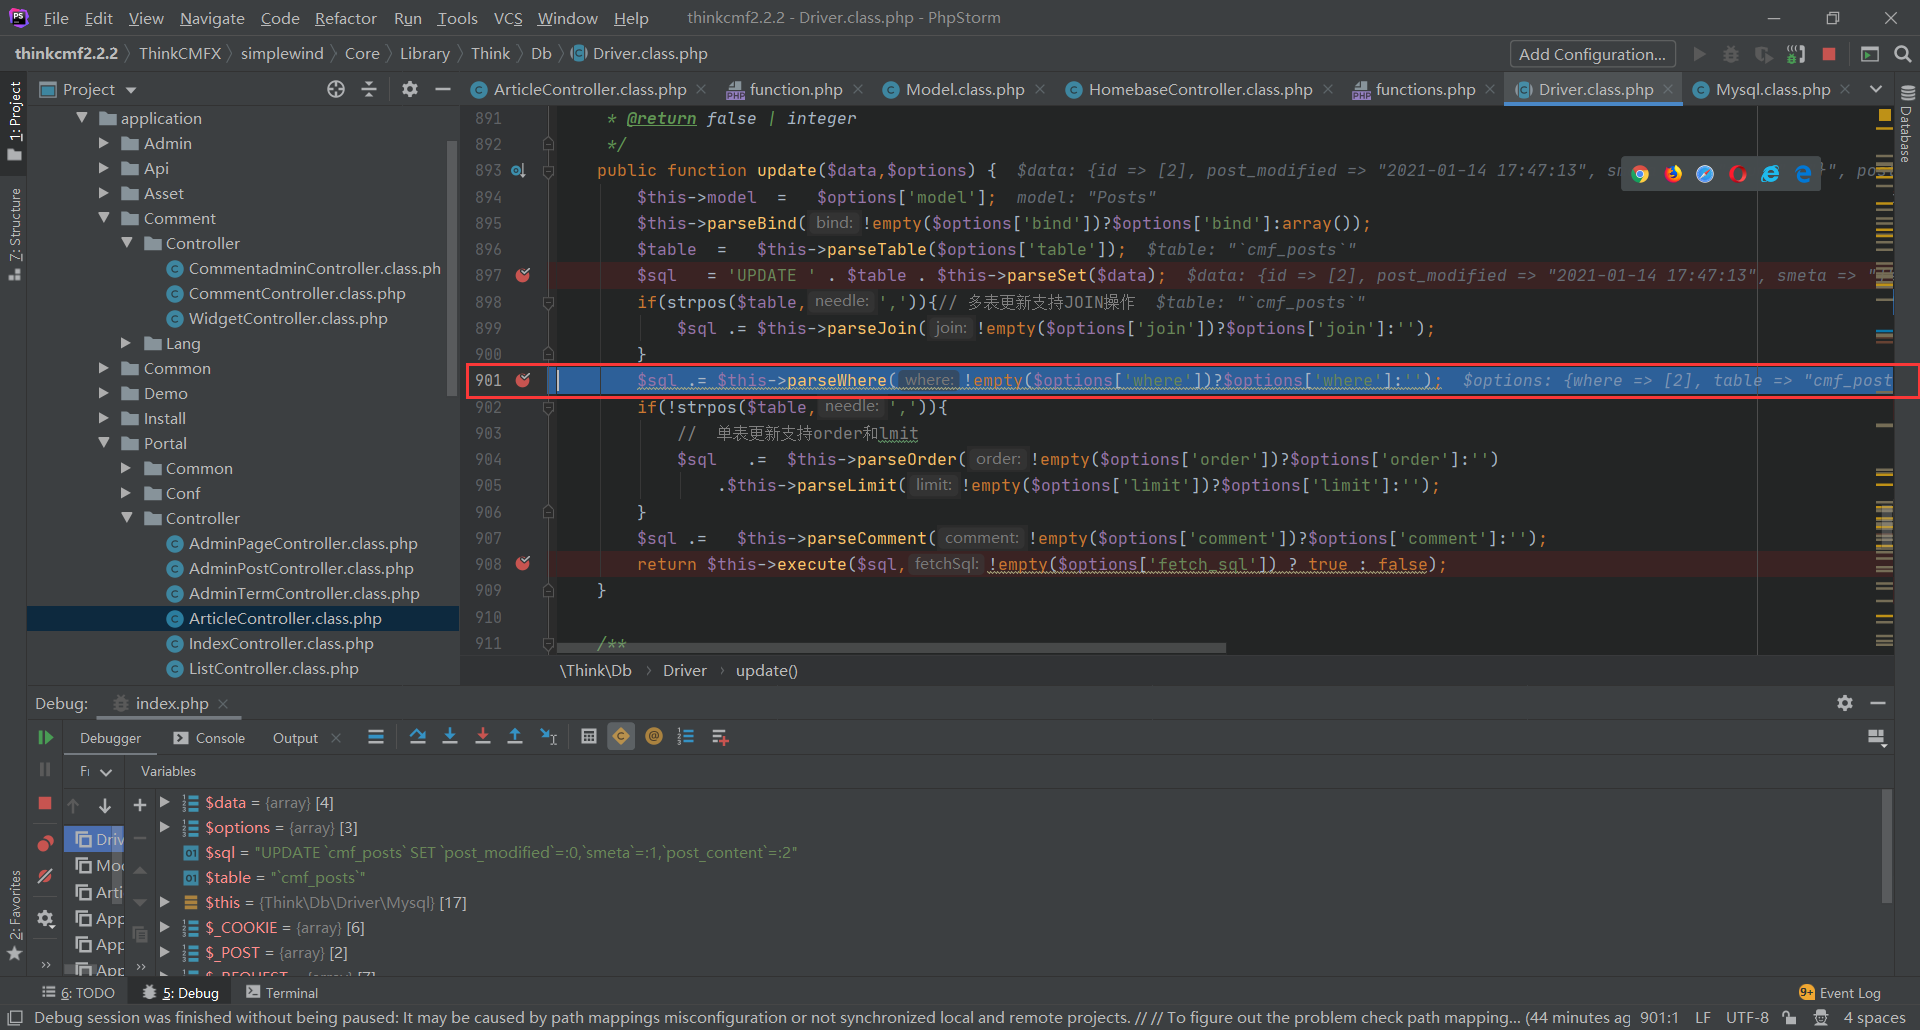 File Edit View Navigate Code Refactor Run Tools VCS Window Help thinkcmf2.2.2 - Driver.class.php - PhpStorm
thinkcmf2.2.2 ThinkCMFX simplewind Core Library Think Db Driver.class.php Add Configuration...
1: Project
7: Structure
2: Favorites
Database
Project
ArticleController.class.php function.php Model.class.php HomebaseController.class.php functions.php Driver.class.php Mysql.class.php
application
Admin
Api
Asset
Comment
Controller
CommentadminController.class.ph
CommentController.class.php
WidgetController.class.php
Lang
Common
Demo
Install
Portal
Common
Conf
Controller
AdminPageController.class.php
AdminPostController.class.php
AdminTermController.class.php
ArticleController.class.php
IndexController.class.php
ListController.class.php
891 * @return false | integer
892 */
893 public function update($data,$options) { $data: {id => [2], post_modified => "2021-01-14 17:47:13", sm
894 $this->model = $options['model']; model: "Posts"
895 $this->parseBind( bind: !empty($options['bind'])?$options['bind']:array());
896 $table = $this->parseTable($options['table']); $table: "`cmf_posts`"
897 $sql = 'UPDATE ' . $table . $this->parseSet($data); $data: {id => [2], post_modified => "2021-01-14 17:47:13", smeta =>
898 if(strpos($table, needle: ',')){// 多表更新支持JOIN操作 $table: "`cmf_posts`"
899 $sql .= $this->parseJoin( join: !empty($options['join'])?$options['join']:'');
900 }
901 $sql .= $this->parseWhere( where: !empty($options['where'])?$options['where']:''); $options: {where => [2], table => "cmf_post
902 if(!strpos($table, needle: ',')){
903 // 单表更新支持order和lmit
904 $sql .= $this->parseOrder( order: !empty($options['order'])?$options['order']:'')
905 .$this->parseLimit( limit: !empty($options['limit'])?$options['limit']:'');
906 }
907 $sql .= $this->parseComment( comment: !empty($options['comment'])?$options['comment']:'');
908 return $this->execute($sql, fetchSql: !empty($options['fetch_sql']) ? true : false);
909 }
910
911 /**
\Think\Db Driver update()
Debug: index.php
Debugger Console Output
Fr Variables
Driv
Moc
Arti
App
App
App
$data = {array} [4]
$options = {array} [3]
$sql = "UPDATE `cmf_posts` SET `post_modified`=:0,`smeta`=:1,`post_content`=:2"
$table = "`cmf_posts`"
$this = {Think\Db\Driver\Mysql} [17]
$_COOKIE = {array} [6]
$_POST = {array} [2]
$_REQUEST = {array} [7]
6: TODO 5: Debug Terminal 9+ Event Log
Debug session was finished without being paused: It may be caused by path mappings misconfiguration or not synchronized local and remote projects. // // To figure out the problem check path mapping... (44 minutes ag 901:1 LF UTF-8 4 spaces